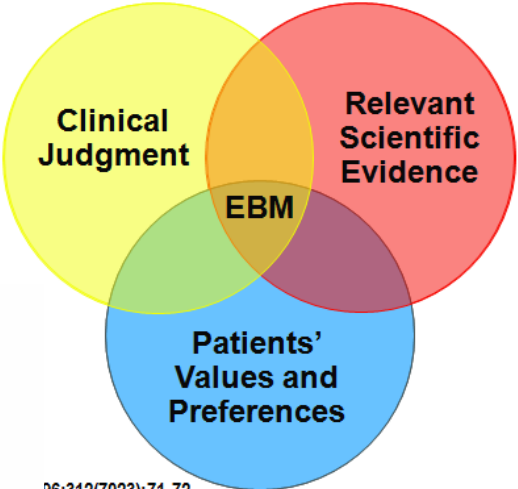 Clinical
Judgment
Relevant
Scientific
Evidence
EBM
Patients’
Values and
Preferences